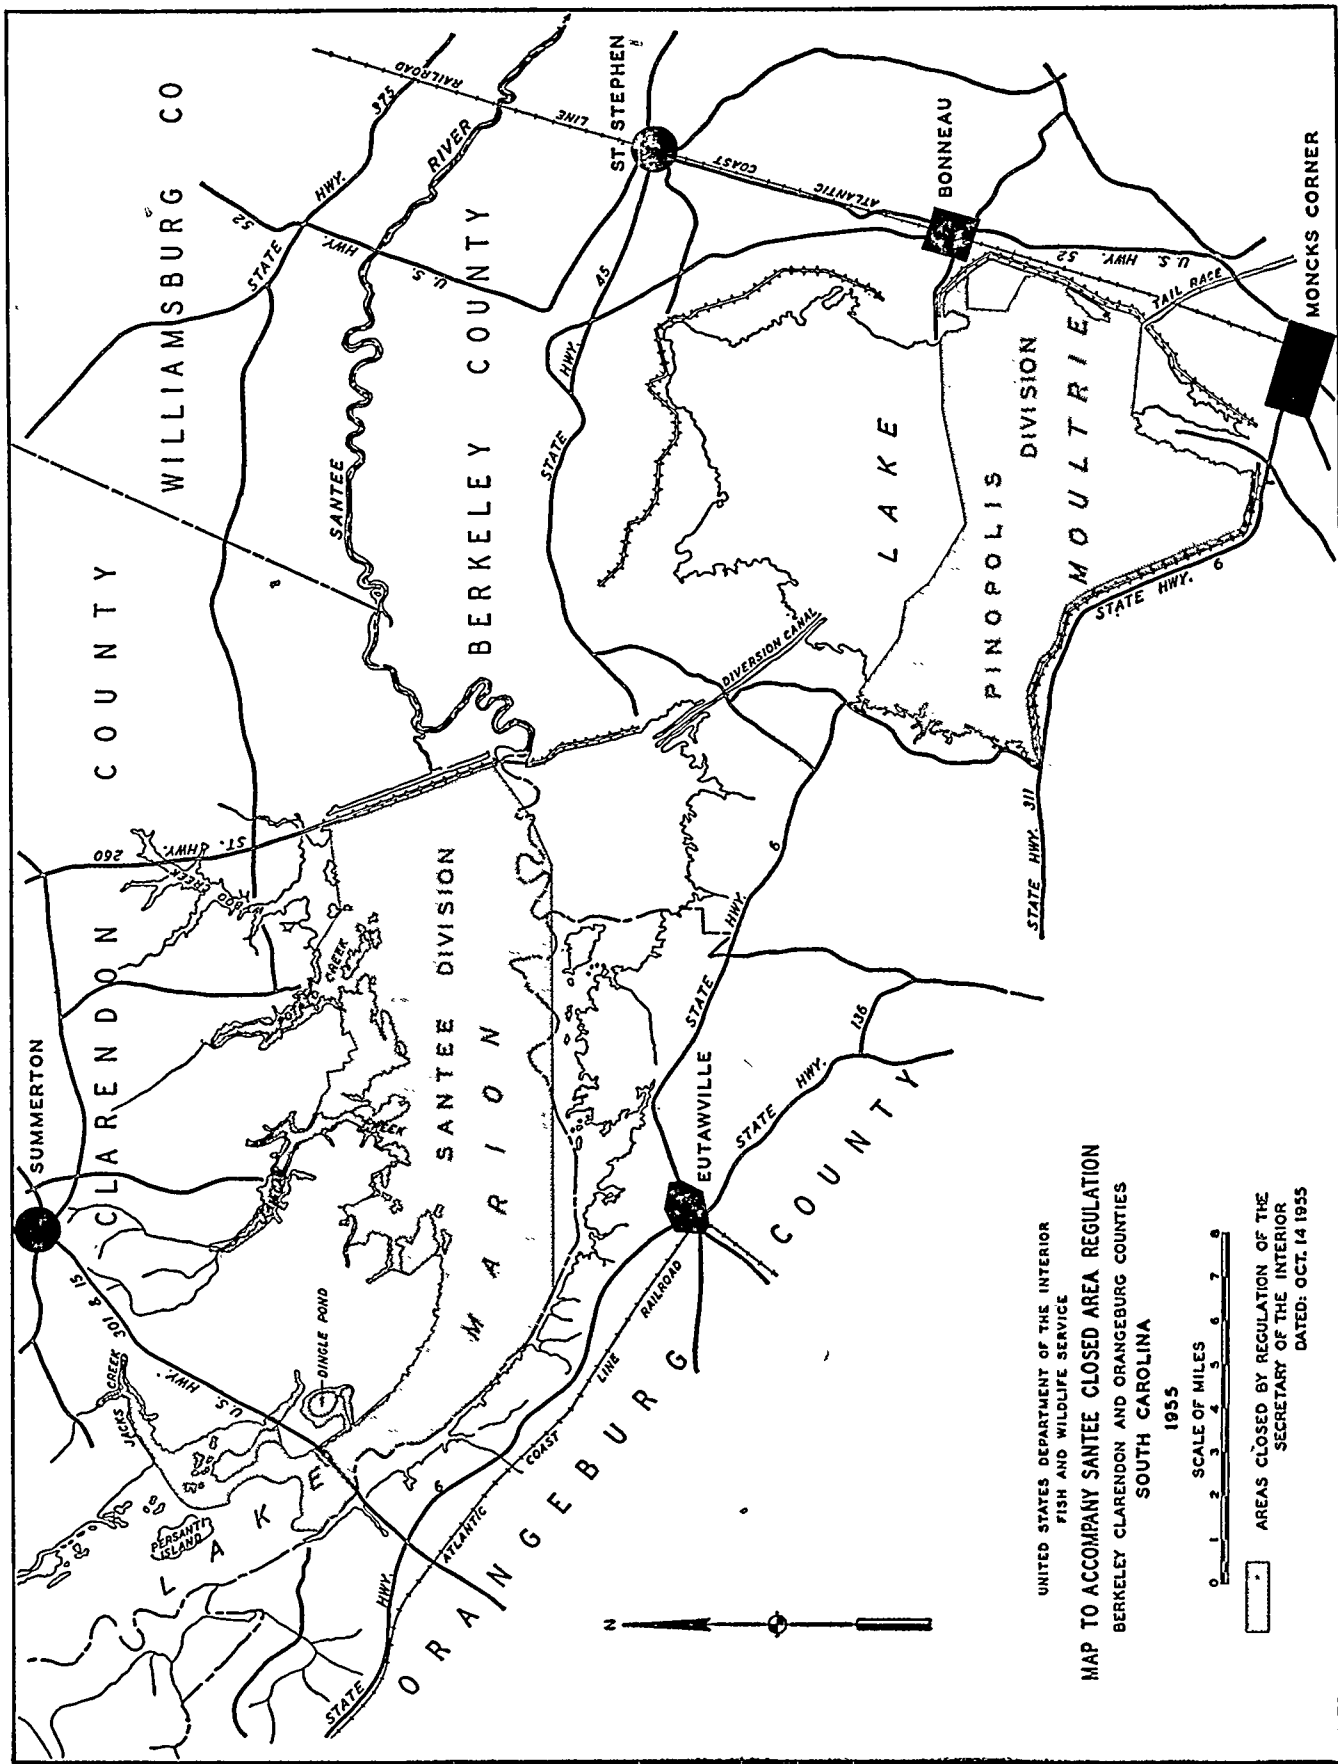 WILLIAMSBURG CO
CLARENDON COUNTY
BERKELEY COUNTY
ORANGEBURG COUNTY
SUMMERTON
ST. STEPHEN
BONNEAU
MONCKS CORNER
EUTAWVILLE
LAKE MARION
SANTEE DIVISION
LAKE MOULTRIE
PINOPOLIS DIVISION
SANTEE RIVER
DIVERSION CANAL
TAIL RACE
JACKS CREEK
DINGLE POND
PERSANTI ISLAND
POTATO CREEK
WYBOO CREEK
MILL CREEK
STATE HWY. 375
U.S. HWY. 52
STATE HWY. 45
U.S. HWY. 52
ATLANTIC COAST LINE RAILROAD
ST. HWY. 260
U.S. HWY. 301 & 15
STATE HWY. 6
STATE HWY. 6
STATE HWY. 6
STATE HWY. 311
STATE HWY. 136
ATLANTIC COAST LINE RAILROAD
N
UNITED STATES DEPARTMENT OF THE INTERIOR
FISH AND WILDLIFE SERVICE
MAP TO ACCOMPANY SANTEE CLOSED AREA REGULATION
BERKELEY CLARENDON AND ORANGEBURG COUNTIES
SOUTH CAROLINA
1955
SCALE OF MILES
0 1 2 3 4 5 6 7 8
AREAS CLOSED BY REGULATION OF THE
SECRETARY OF THE INTERIOR
DATED: OCT. 14 1955